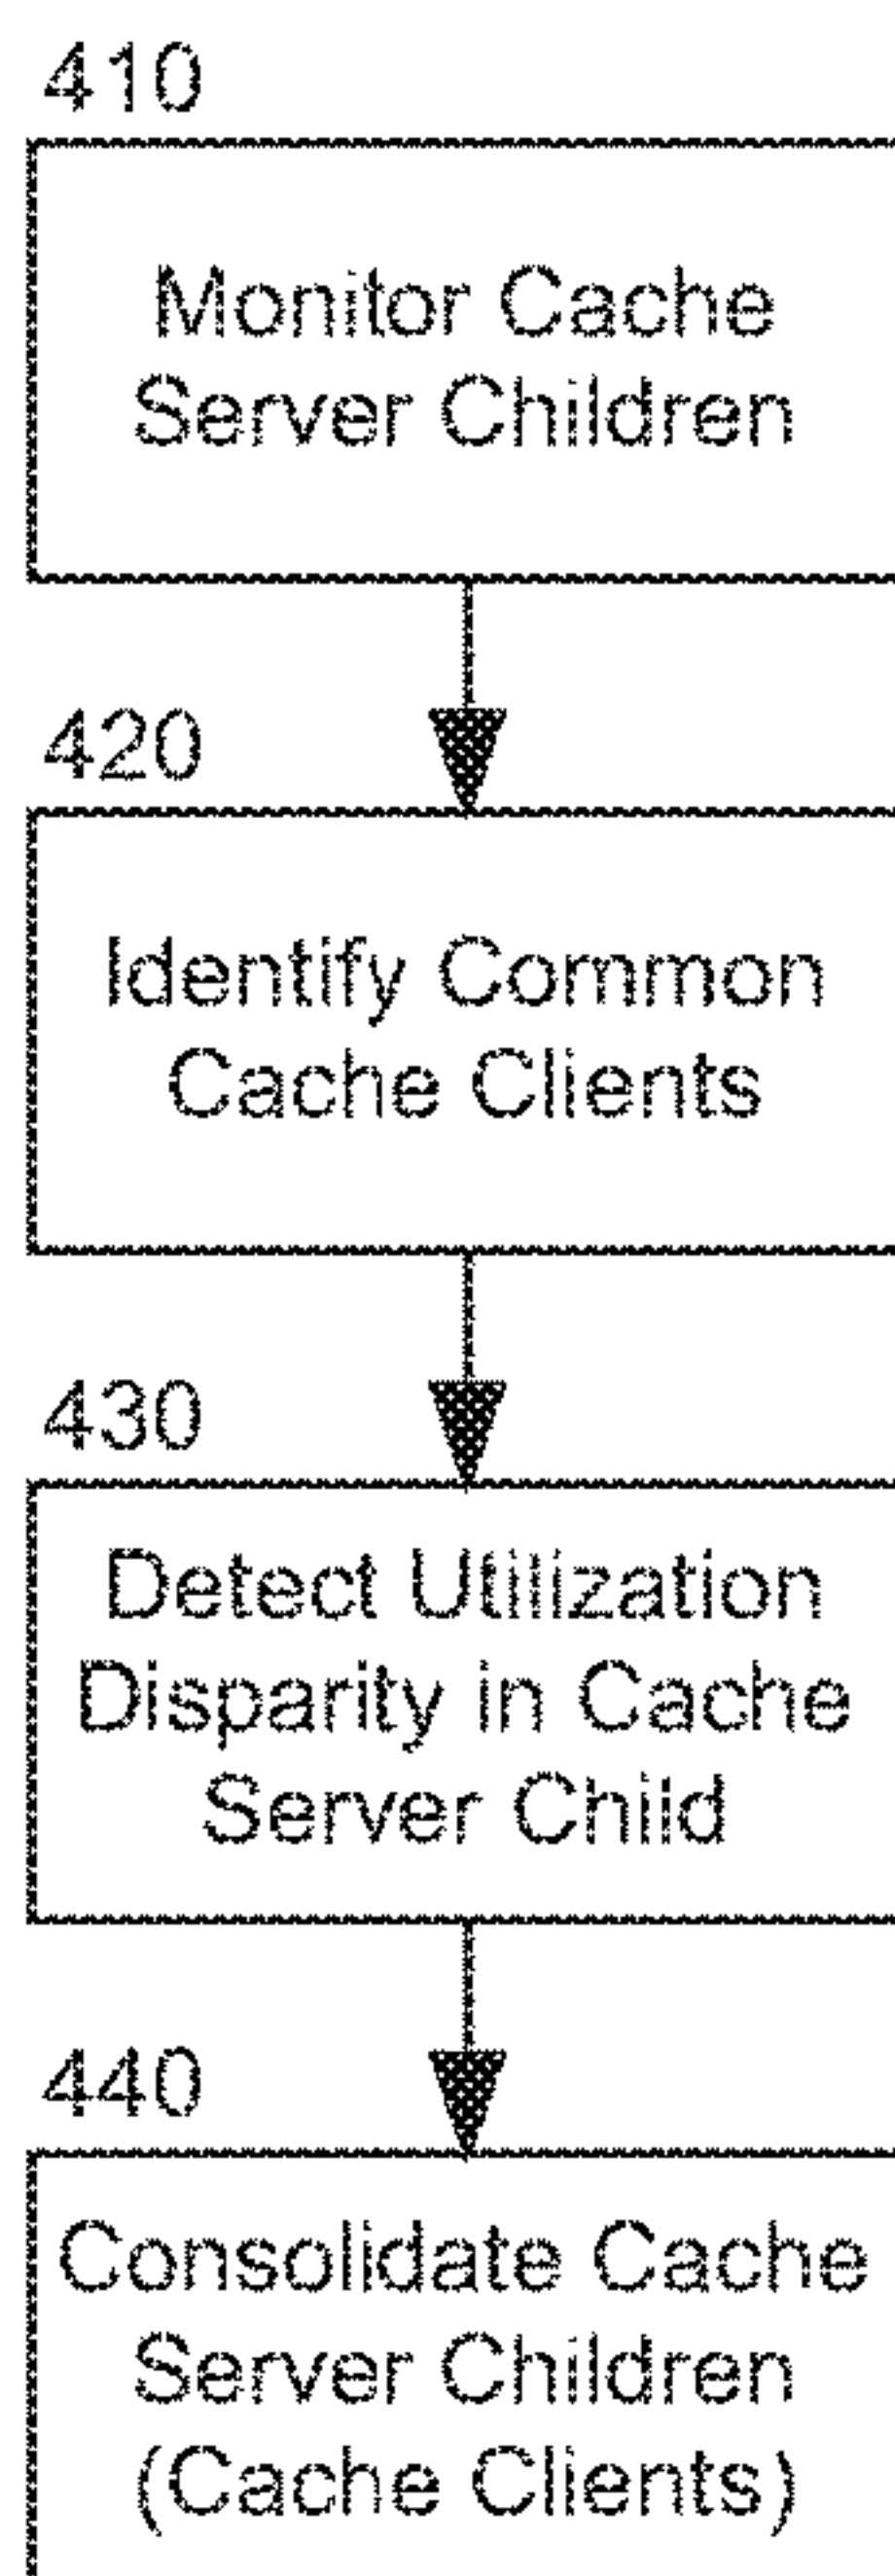 410
Monitor Cache
Server Children
420
Identify Common
Cache Clients
430
Detect Utilization
Disparity in Cache
Server Child
440
Consolidate Cache
Server Children
(Cache Clients)